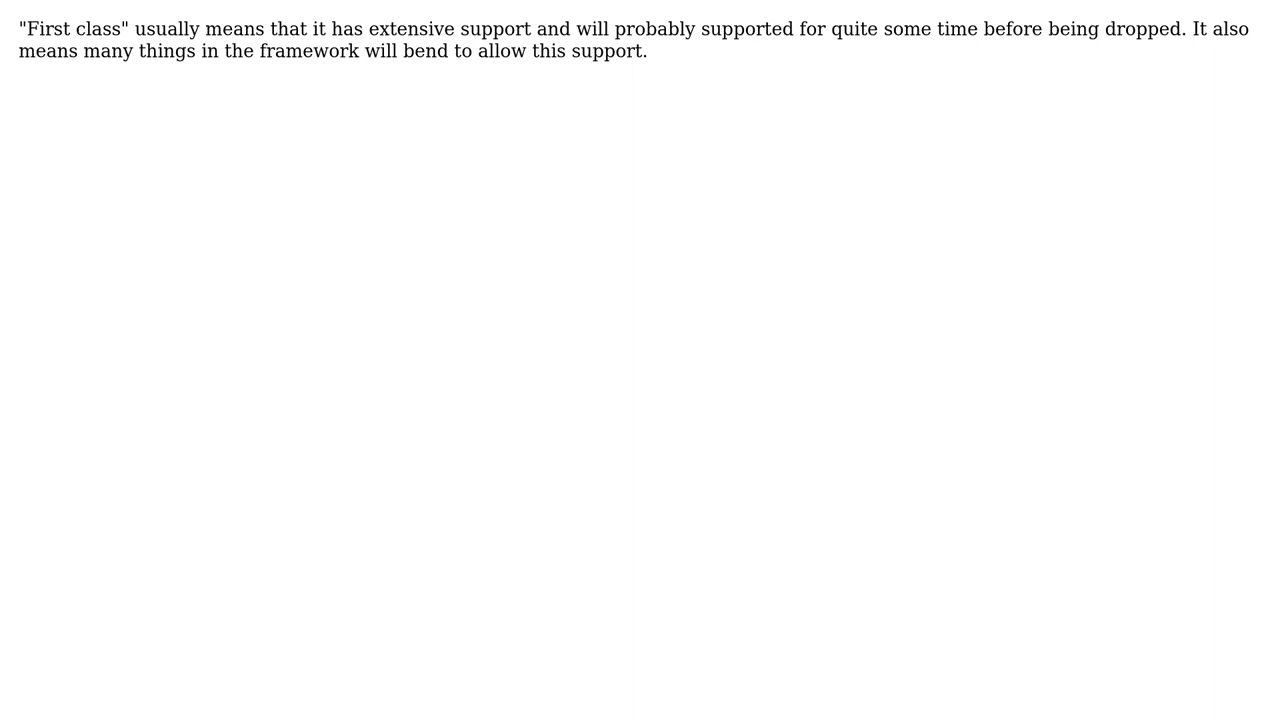 "First class" usually means that it has extensive support and will probably supported for quite some time before being dropped. It also
means many things in the framework will bend to allow this support.